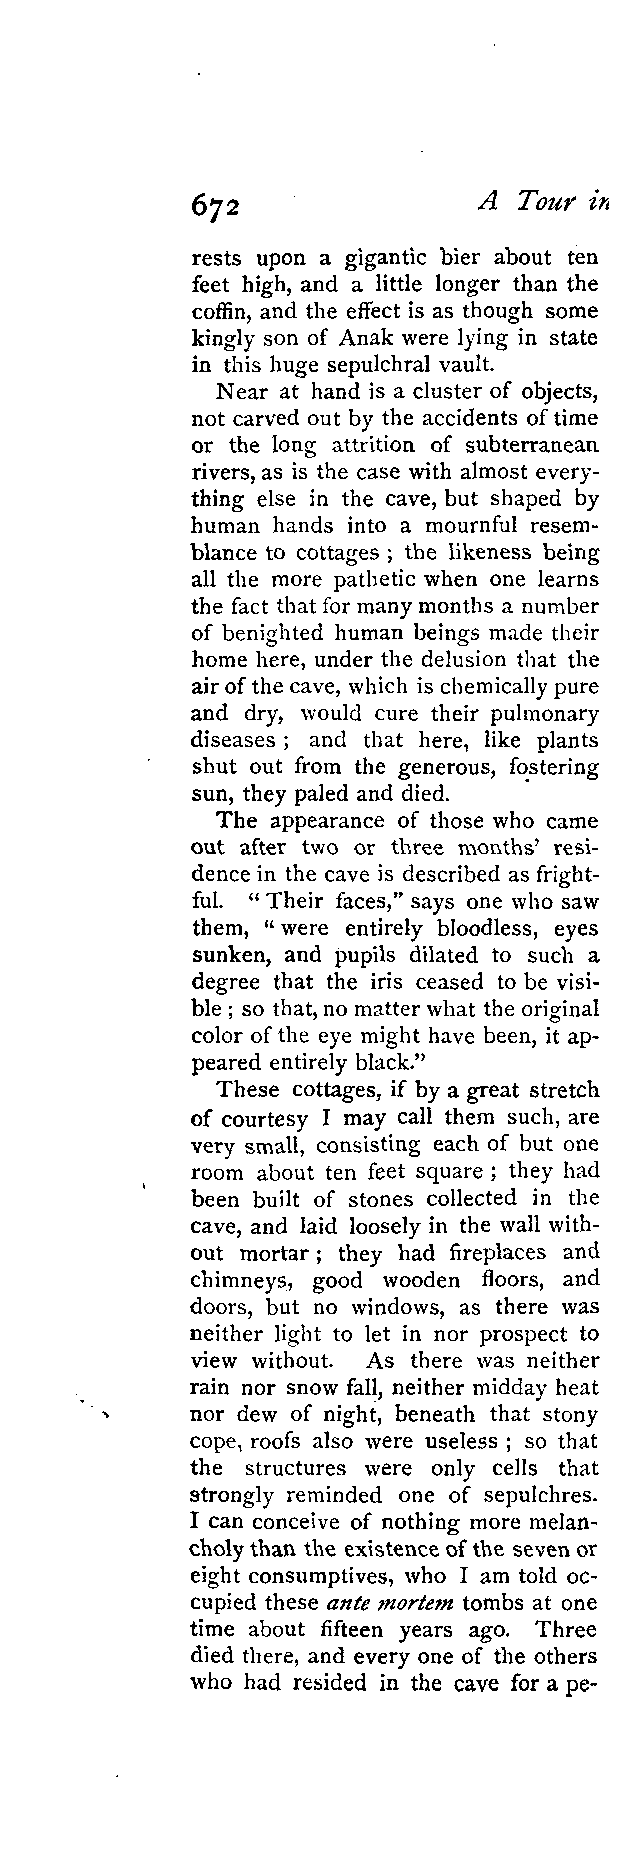 672 A Tour in
rests upon a gigantic bier about ten
feet high, and a little longer than the
coffin, and the effect is as though some
kingly son of Anak were lying in state
in this huge sepulchral vault.
Near at hand is a cluster of objects,
not carved out by the accidents of time
or the long attrition of subterranean
rivers, as is the case with almost every-
thing else in the cave, but shaped by
human hands into a mournful resem-
blance to cottages ; the likeness being
all the more pathetic when one learns
the fact that for many months a number
of benighted human beings made their
home here, under the delusion that the
air of the cave, which is chemically pure
and dry, would cure their pulmonary
diseases ; and that here, like plants
shut out from the generous, fostering
sun, they paled and died.
The appearance of those who came
out after two or three months' resi-
dence in the cave is described as fright-
ful. "Their faces," says one who saw
them, "were entirely bloodless, eyes
sunken, and pupils dilated to such a
degree that the iris ceased to be visi-
ble ; so that, no matter what the original
color of the eye might have been, it ap-
peared entirely black."
These cottages, if by a great stretch
of courtesy I may call them such, are
very small, consisting each of but one
room about ten feet square ; they had
been built of stones collected in the
cave, and laid loosely in the wall with-
out mortar ; they had fireplaces and
chimneys, good wooden floors, and
doors, but no windows, as there was
neither light to let in nor prospect to
view without. As there was neither
rain nor snow fall, neither midday heat
nor dew of night, beneath that stony
cope, roofs also were useless ; so that
the structures were only cells that
strongly reminded one of sepulchres.
I can conceive of nothing more melan-
choly than the existence of the seven or
eight consumptives, who I am told oc-
cupied these ante mortem tombs at one
time about fifteen years ago. Three
died there, and every one of the others
who had resided in the cave for a pe-